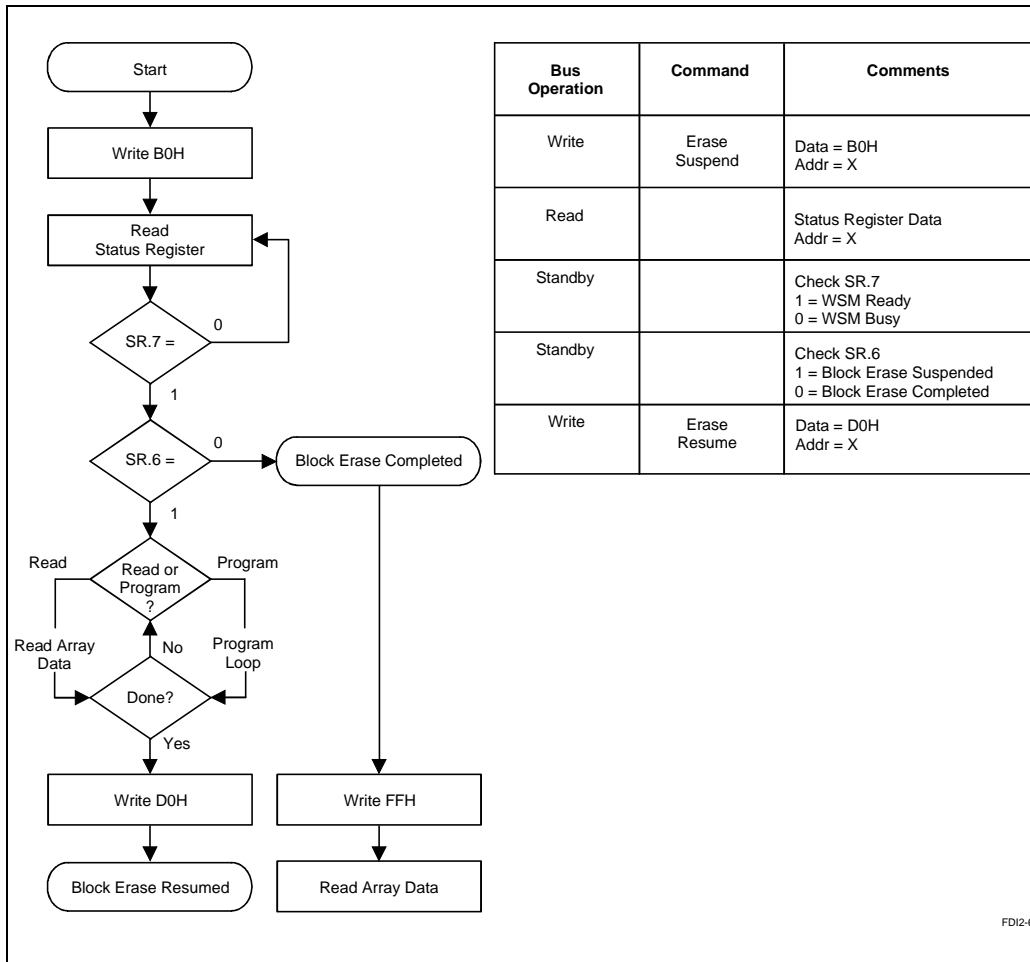 Start
Write B0H
Read
Status Register
SR.7 =
0
1
SR.6 =
0
Block Erase Completed
1
Read
Read or
Program
?
Program
Read Array
Data
No
Program
Loop
Done?
Yes
Write D0H
Write FFH
Block Erase Resumed
Read Array Data
Bus
Operation
Command
Comments
Write
Erase
Suspend
Data = B0H
Addr = X
Read
Status Register Data
Addr = X
Standby
Check SR.7
1 = WSM Ready
0 = WSM Busy
Standby
Check SR.6
1 = Block Erase Suspended
0 = Block Erase Completed
Write
Erase
Resume
Data = D0H
Addr = X